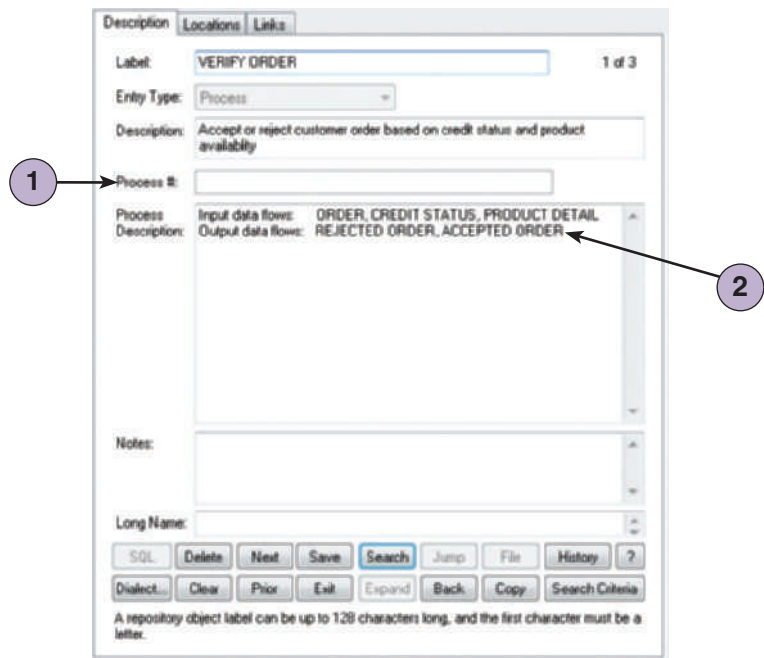 Description Locations Links
Label: VERIFY ORDER 1 of 3
Entry Type: Process
Description: Accept or reject customer order based on credit status and product
availablity
1
Process #:
Process Input data flows: ORDER, CREDIT STATUS, PRODUCT DETAIL
Description: Output data flows: REJECTED ORDER, ACCEPTED ORDER
2
Notes:
Long Name:
SQL Delete Next Save Search Jump File History ?
Dialect... Clear Prior Exit Expand Back Copy Search Criteria
A repository object label can be up to 128 characters long, and the first character must be a
letter.